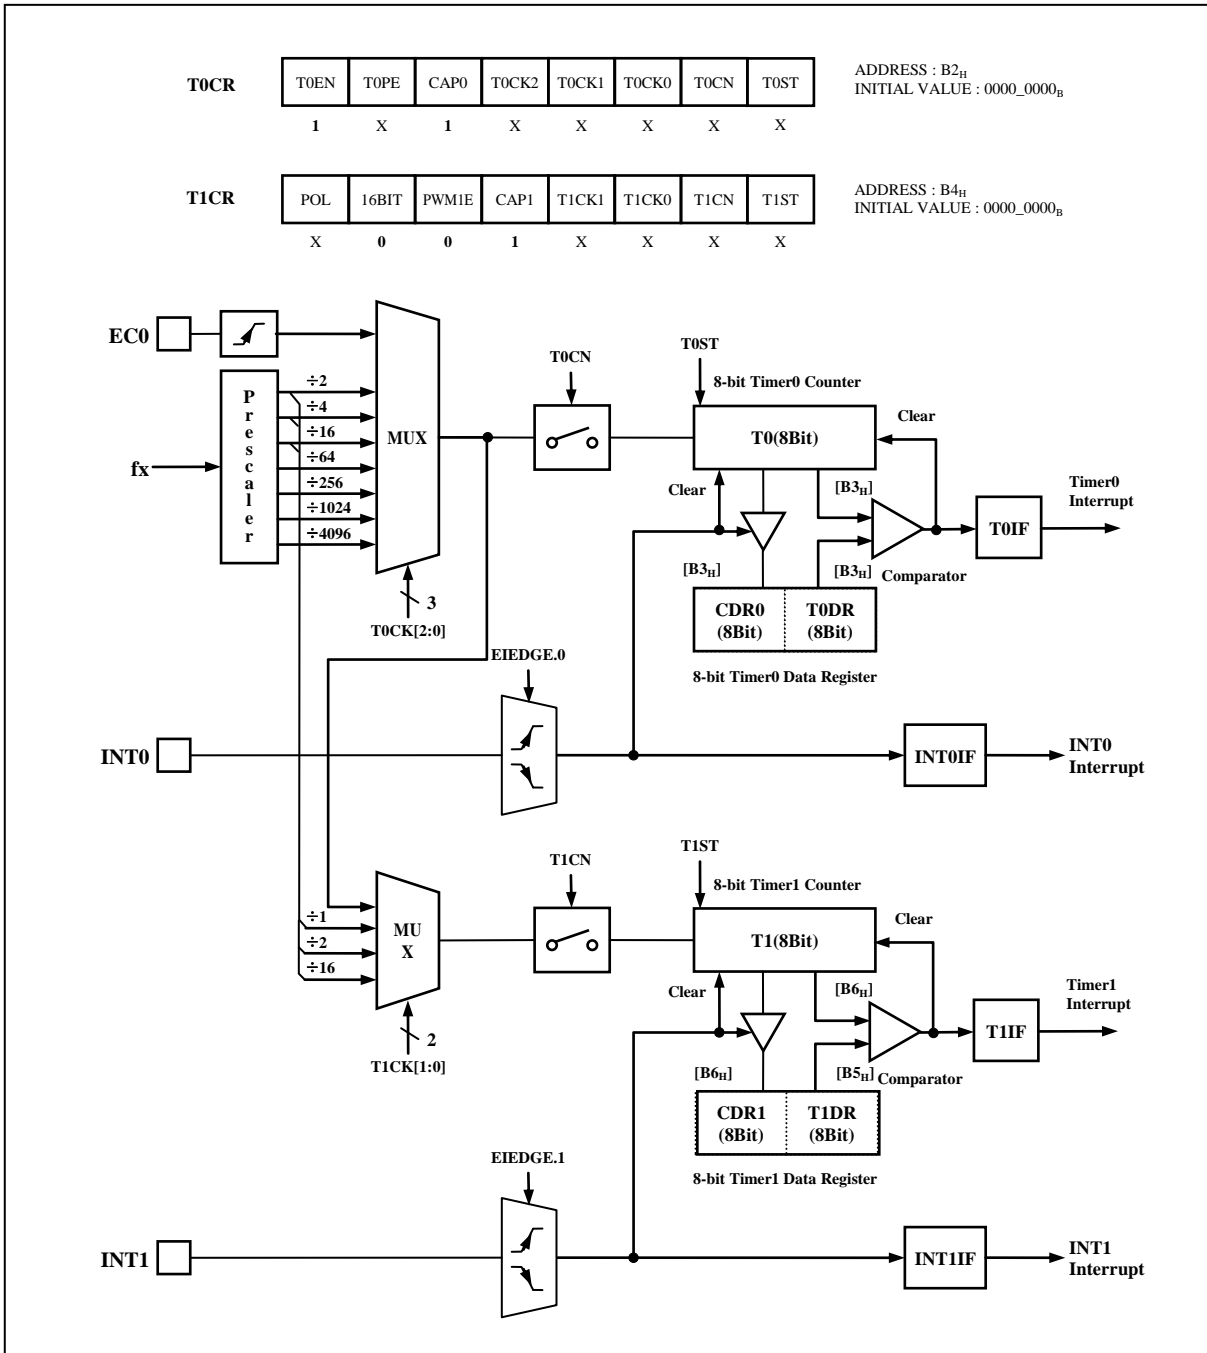 T0CR T0EN T0PE CAP0 T0CK2 T0CK1 T0CK0 T0CN T0ST
ADDRESS : B2H
INITIAL VALUE : 0000_0000B
1 X 1 X X X X X
T1CR POL 16BIT PWM1E CAP1 T1CK1 T1CK0 T1CN T1ST
ADDRESS : B4H
INITIAL VALUE : 0000_0000B
X 0 0 1 X X X X
EC0
Prescaler
fx
÷2
÷4
÷16
÷64
÷256
÷1024
÷4096
MUX
3
T0CK[2:0]
T0CN
T0ST
8-bit Timer0 Counter
T0(8Bit)
Clear
Clear
[B3H]
[B3H]
[B3H]
Comparator
T0IF
Timer0
Interrupt
CDR0
(8Bit)
T0DR
(8Bit)
8-bit Timer0 Data Register
EIEDGE.0
INT0
INT0IF
INT0
Interrupt
÷1
÷2
÷16
MU
X
2
T1CK[1:0]
T1CN
T1ST
8-bit Timer1 Counter
T1(8Bit)
Clear
Clear
[B6H]
[B6H]
[B5H]
Comparator
T1IF
Timer1
Interrupt
CDR1
(8Bit)
T1DR
(8Bit)
8-bit Timer1 Data Register
EIEDGE.1
INT1
INT1IF
INT1
Interrupt